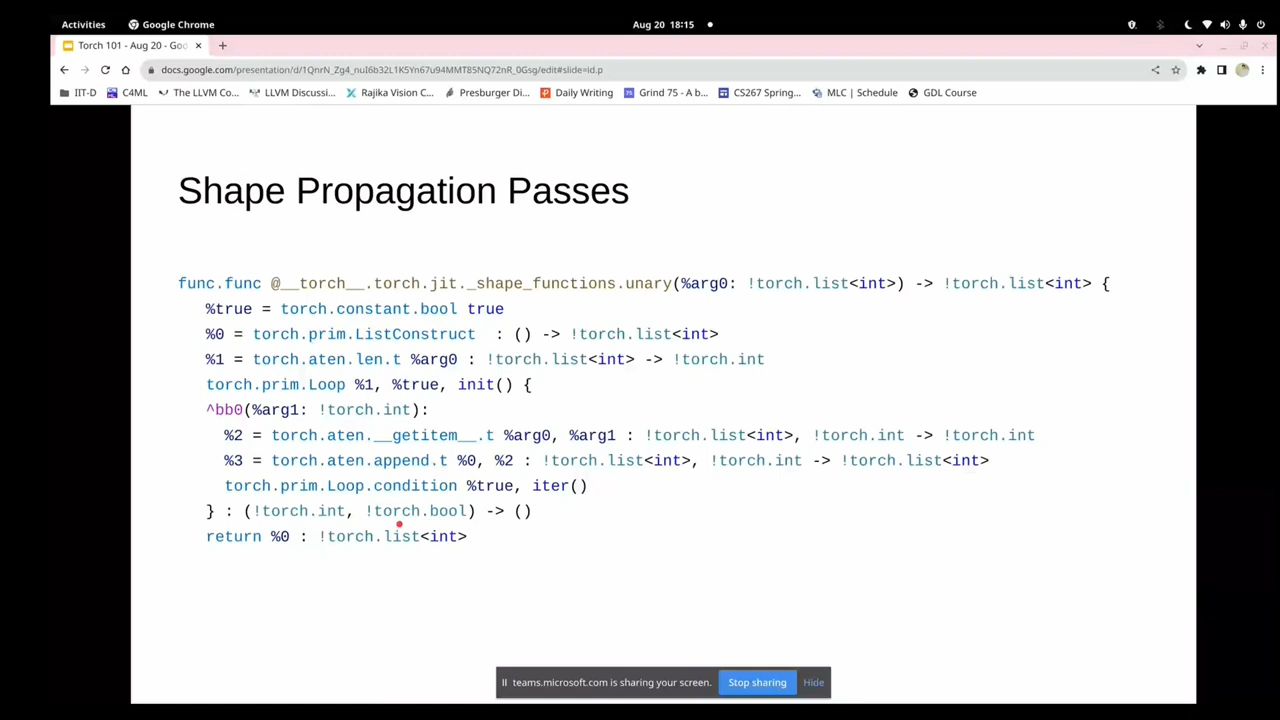 Activities
Google Chrome
Aug 20 18:15
Torch 101 - Aug 20 - Goo
docs.google.com/presentation/d/1QnrN_Zg4_nuI6b32L1K5Yn67u94MMT85NQ72nR_0Gsg/edit#slide=id.p
IIT-D C4ML The LLVM Co... LLVM Discussi... Rajika Vision C... Presburger Di... Daily Writing Grind 75 - A b... CS267 Spring... MLC | Schedule GDL Course
Shape Propagation Passes
func.func @__torch__.torch.jit._shape_functions.unary(%arg0: !torch.list<int>) -> !torch.list<int> {
%true = torch.constant.bool true
%0 = torch.prim.ListConstruct  : () -> !torch.list<int>
%1 = torch.aten.len.t %arg0 : !torch.list<int> -> !torch.int
torch.prim.Loop %1, %true, init() {
^bb0(%arg1: !torch.int):
%2 = torch.aten.__getitem__.t %arg0, %arg1 : !torch.list<int>, !torch.int -> !torch.int
%3 = torch.aten.append.t %0, %2 : !torch.list<int>, !torch.int -> !torch.list<int>
torch.prim.Loop.condition %true, iter()
} : (!torch.int, !torch.bool) -> ()
return %0 : !torch.list<int>
teams.microsoft.com is sharing your screen. Stop sharing Hide